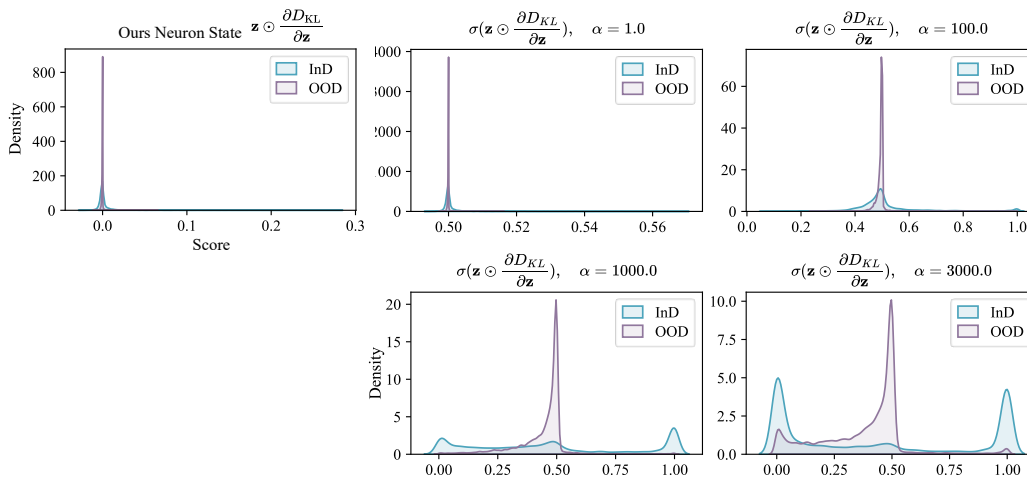 Ours Neuron State z ⊙ ∂D_KL/∂z
Density
800
600
400
200
0
InD
OOD
0.0 0.1 0.2 0.3
Score
σ(z ⊙ ∂D_KL/∂z), α = 1.0
4000
3000
2000
1000
0
InD
OOD
0.50 0.52 0.54 0.56
σ(z ⊙ ∂D_KL/∂z), α = 100.0
60
40
20
0
InD
OOD
0.0 0.2 0.4 0.6 0.8 1.0
σ(z ⊙ ∂D_KL/∂z), α = 1000.0
Density
20
15
10
5
0
InD
OOD
0.00 0.25 0.50 0.75 1.00
σ(z ⊙ ∂D_KL/∂z), α = 3000.0
10.0
7.5
5.0
2.5
0.0
InD
OOD
0.00 0.25 0.50 0.75 1.00